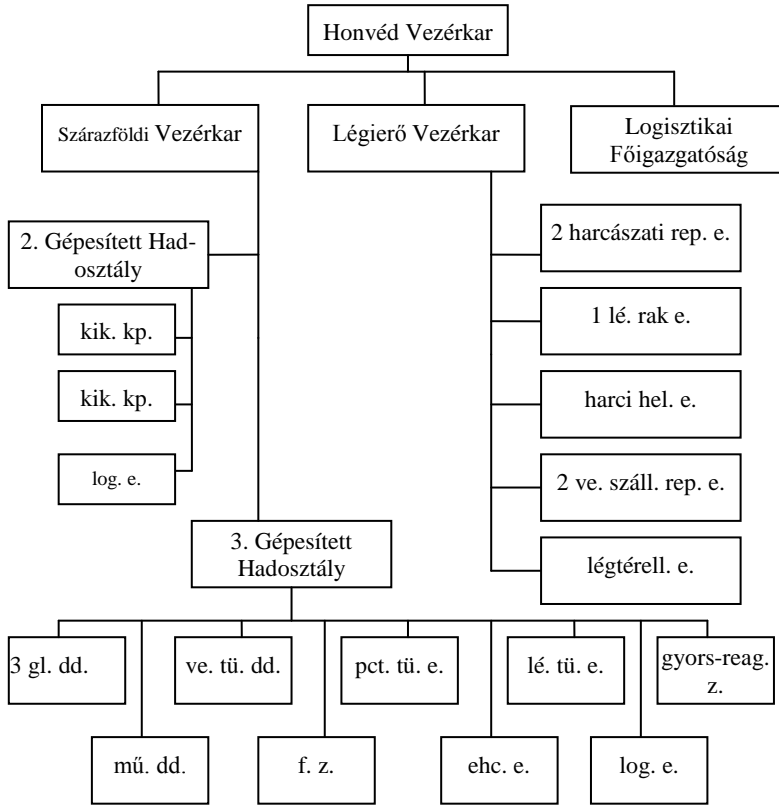 Honvéd Vezérkar
Szárazföldi Vezérkar
Légierő Vezérkar
Logisztikai
Főigazgatóság
2. Gépesített Had-
osztály
kik. kp.
kik. kp.
log. e.
2 harcászati rep. e.
1 lé. rak e.
harci hel. e.
2 ve. száll. rep. e.
légtérell. e.
3. Gépesített
Hadosztály
3 gl. dd.
ve. tü. dd.
pct. tü. e.
lé. tü. e.
gyors-reag.
z.
mű. dd.
f. z.
ehc. e.
log. e.